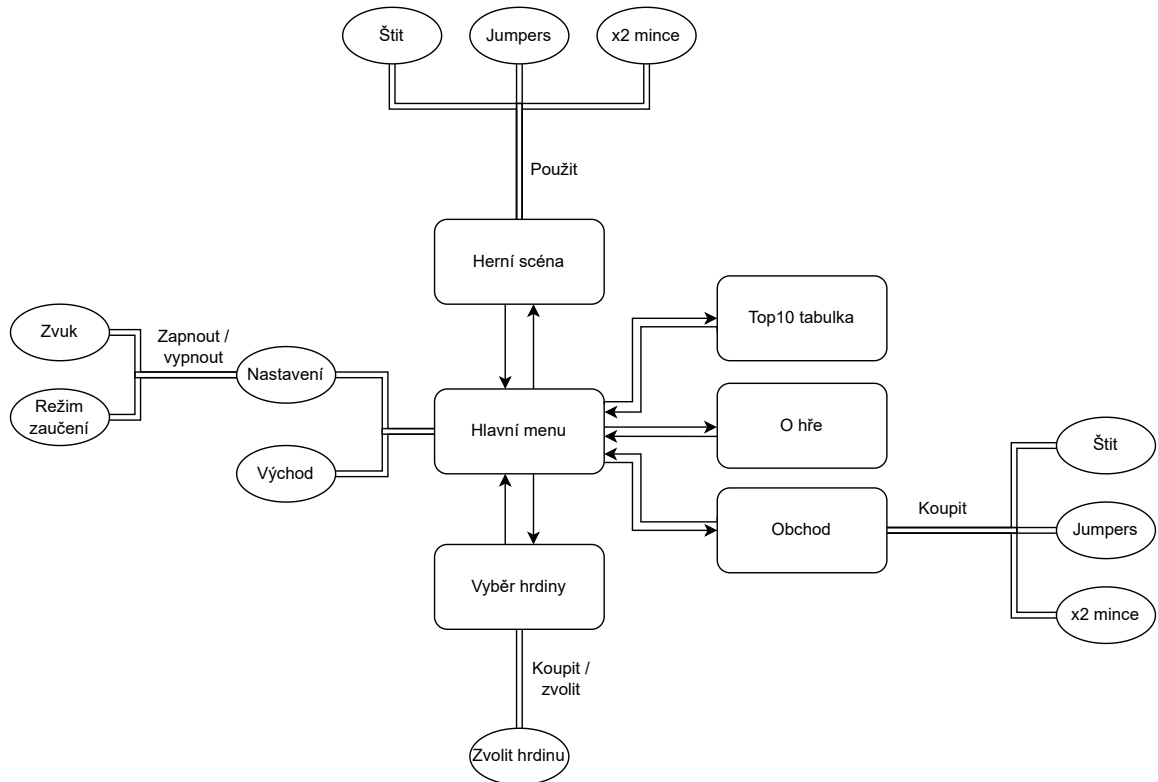 Štit
Jumpers
x2 mince
Použit
Herní scéna
Top10 tabulka
Zvuk
Zapnout /
vypnout
Nastavení
Režim
zaučení
Hlavní menu
O hře
Východ
Štit
Koupit
Obchod
Jumpers
Vyběr hrdiny
x2 mince
Koupit /
zvolit
Zvolit hrdinu